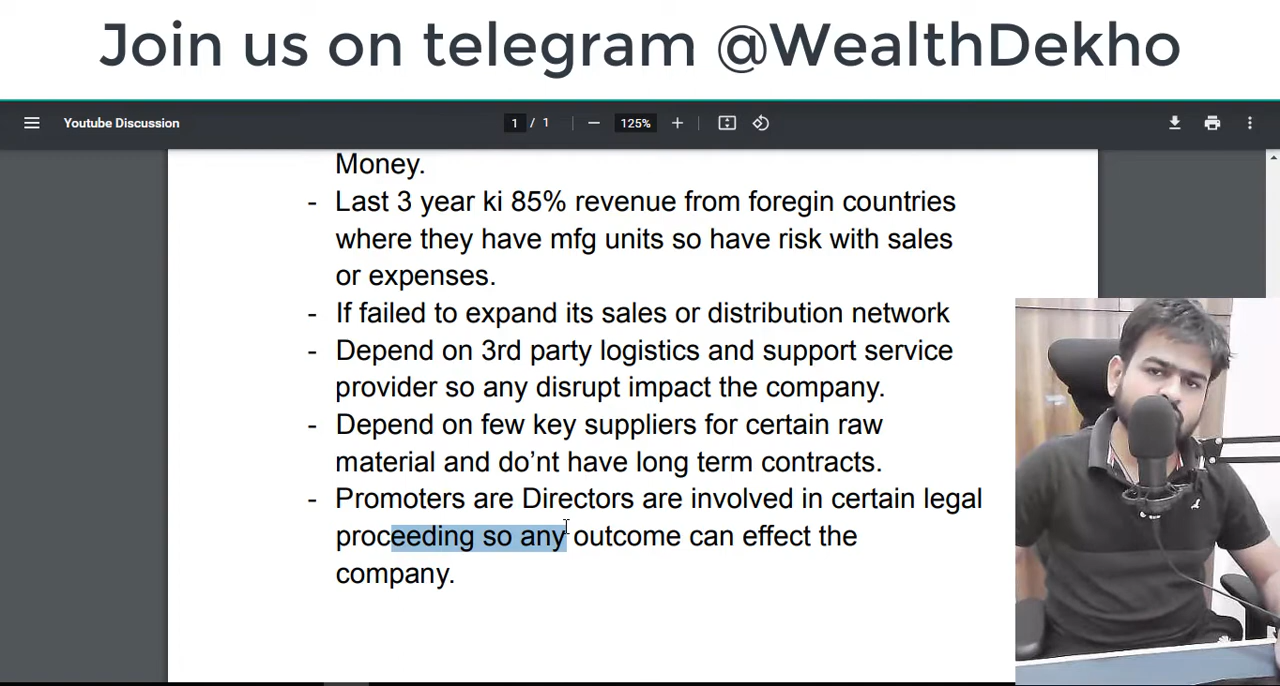 Join us on telegram @WealthDekho
Youtube Discussion
1 / 1
125%
Money.
- Last 3 year ki 85% revenue from foregin countries
where they have mfg units so have risk with sales
or expenses.
- If failed to expand its sales or distribution network
- Depend on 3rd party logistics and support service
provider so any disrupt impact the company.
- Depend on few key suppliers for certain raw
material and do’nt have long term contracts.
- Promoters are Directors are involved in certain legal
proceeding so any outcome can effect the
company.